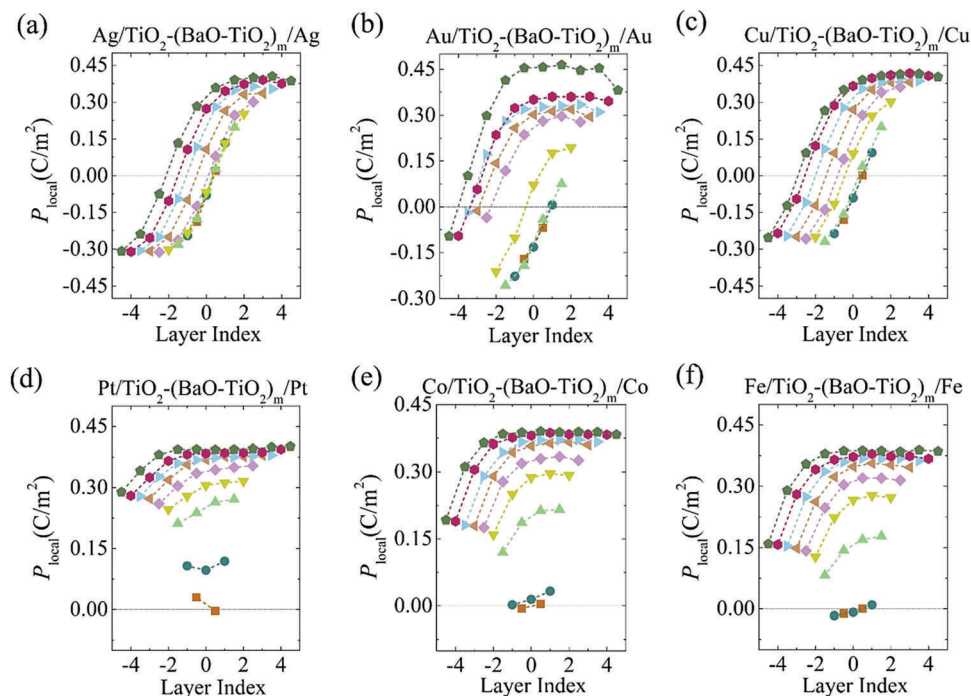 (a)
Ag/TiO2-(BaO-TiO2)m/Ag
0.45
0.30
0.15
0.00
-0.15
-0.30
-0.45
Plocal(C/m2)
-4 -2 0 2 4
Layer Index
(b)
Au/TiO2-(BaO-TiO2)m/Au
0.45
0.30
0.15
0.00
-0.15
-0.30
Plocal(C/m2)
-4 -2 0 2 4
Layer Index
(c)
Cu/TiO2-(BaO-TiO2)m/Cu
0.45
0.30
0.15
0.00
-0.15
-0.30
-0.45
Plocal(C/m2)
-4 -2 0 2 4
Layer Index
(d)
Pt/TiO2-(BaO-TiO2)m/Pt
0.45
0.30
0.15
0.00
Plocal(C/m2)
-4 -2 0 2 4
Layer Index
(e)
Co/TiO2-(BaO-TiO2)m/Co
0.45
0.30
0.15
0.00
Plocal(C/m2)
-4 -2 0 2 4
Layer Index
(f)
Fe/TiO2-(BaO-TiO2)m/Fe
0.45
0.30
0.15
0.00
Plocal(C/m2)
-4 -2 0 2 4
Layer Index